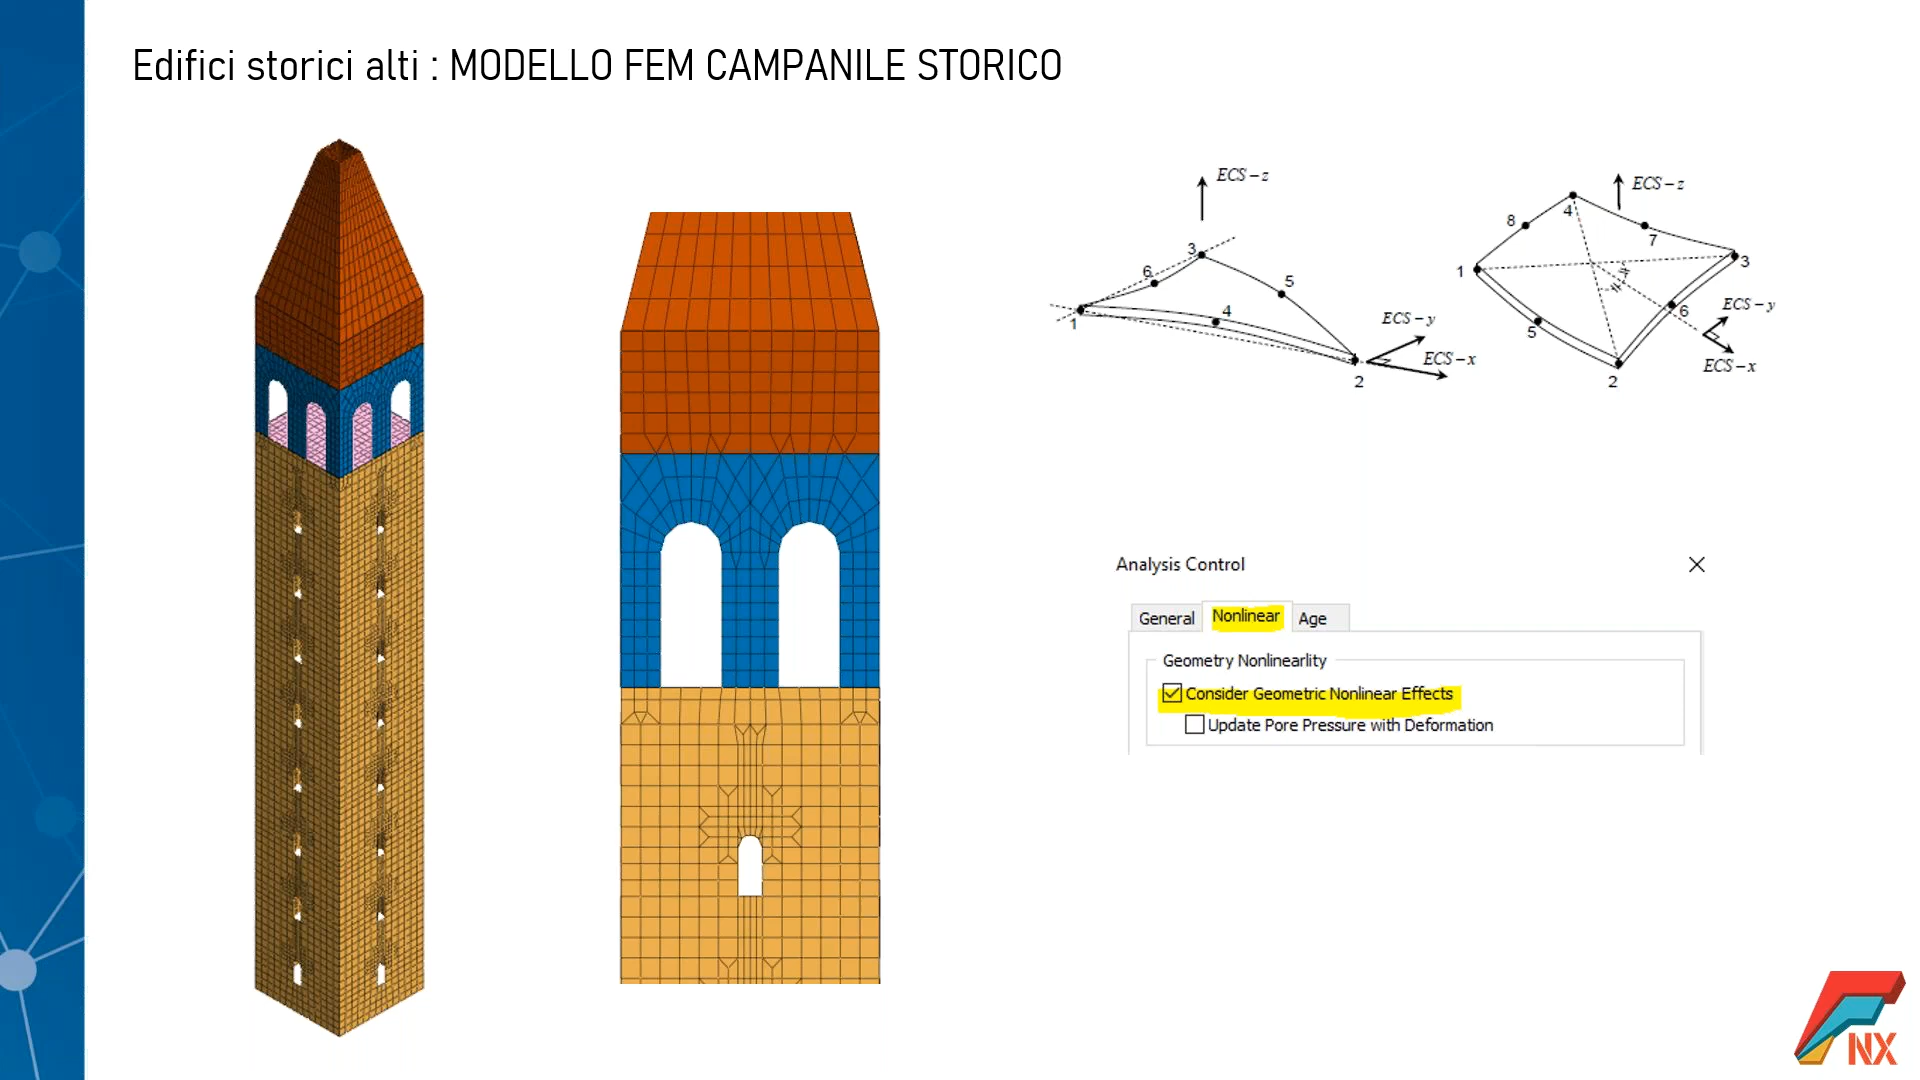 Edifici storici alti : MODELLO FEM CAMPANILE STORICO
ECS-z
3
6
5
4
1
ECS-y
ECS-x
2
ECS-z
4
8
7
1
3
6
ECS-y
5
ECS-x
2
Analysis Control
General Nonlinear Age
Geometry Nonlinearlity
Consider Geometric Nonlinear Effects
Update Pore Pressure with Deformation
NX